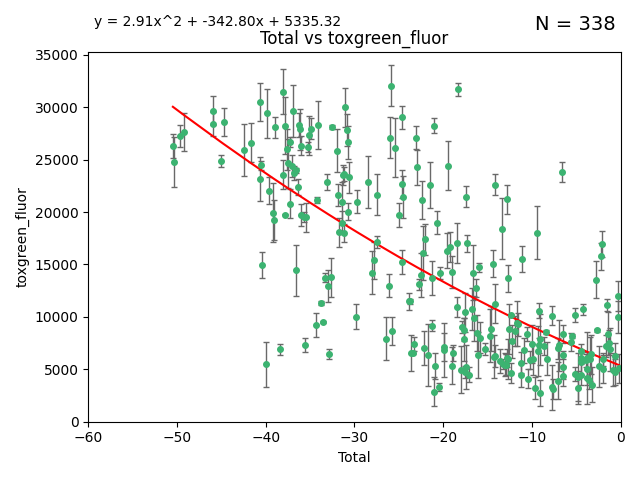 y = 2.91x^2 + -342.80x + 5335.32
N = 338
Total vs toxgreen_fluor
35000
30000
25000
20000
15000
10000
5000
0
toxgreen_fluor
−60 −50 −40 −30 −20 −10 0
Total